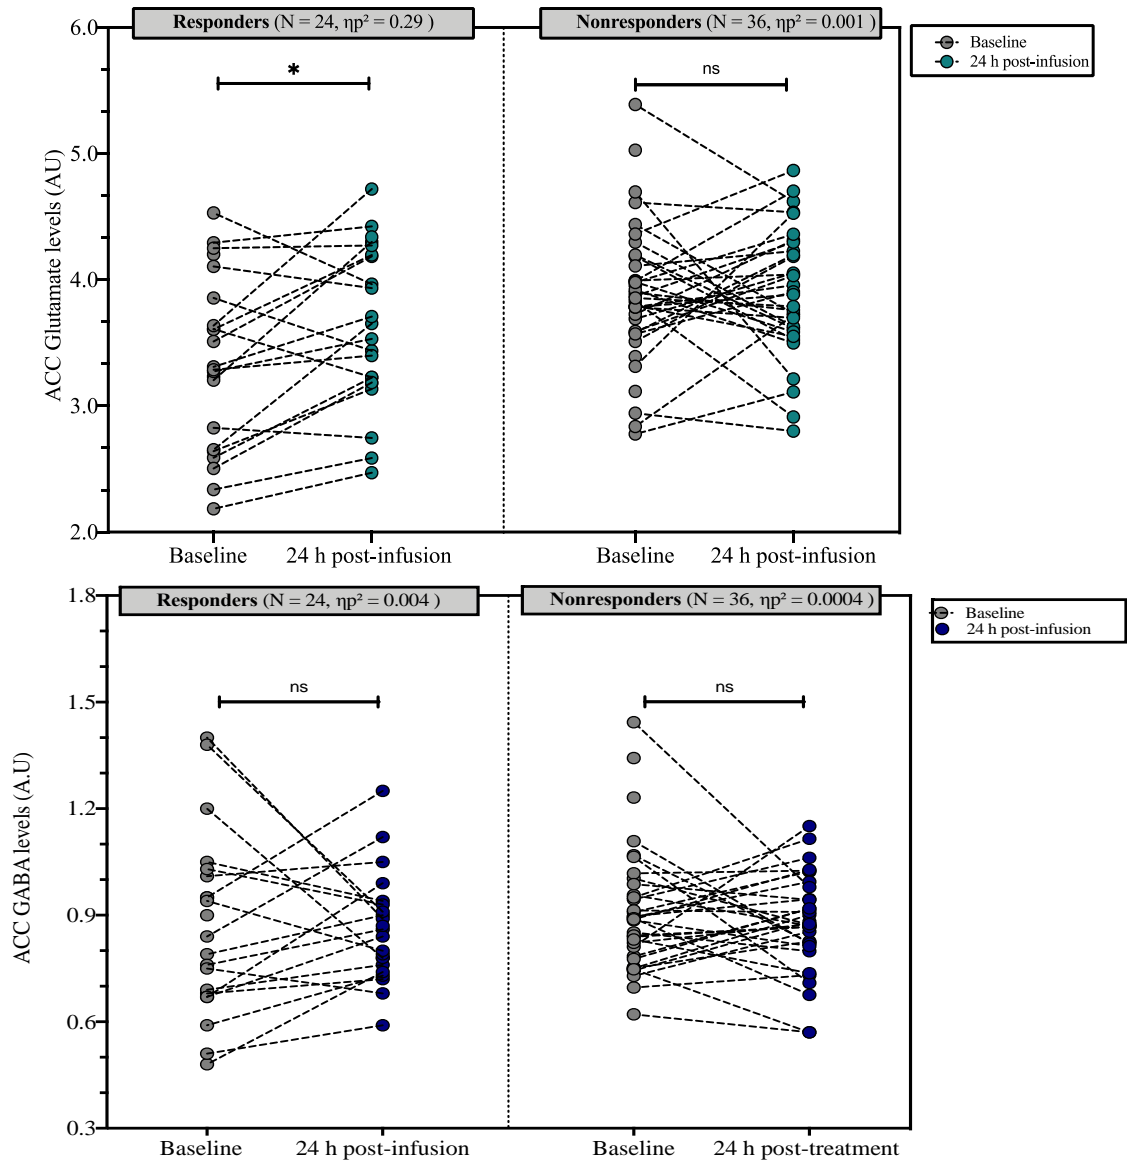 Responders (N = 24, ηp² = 0.29)
Nonresponders (N = 36, ηp² = 0.001)
Baseline
24 h post-infusion
*
ns
6.0
5.0
4.0
3.0
2.0
ACC Glutamate levels (AU)
Baseline
24 h post-infusion
Baseline
24 h post-infusion
Responders (N = 24, ηp² = 0.004 )
Nonresponders (N = 36, ηp² = 0.0004 )
Baseline
24 h post-infusion
ns
ns
1.8
1.5
1.2
0.9
0.6
0.3
ACC GABA levels (A.U)
Baseline
24 h post-infusion
Baseline
24 h post-treatment